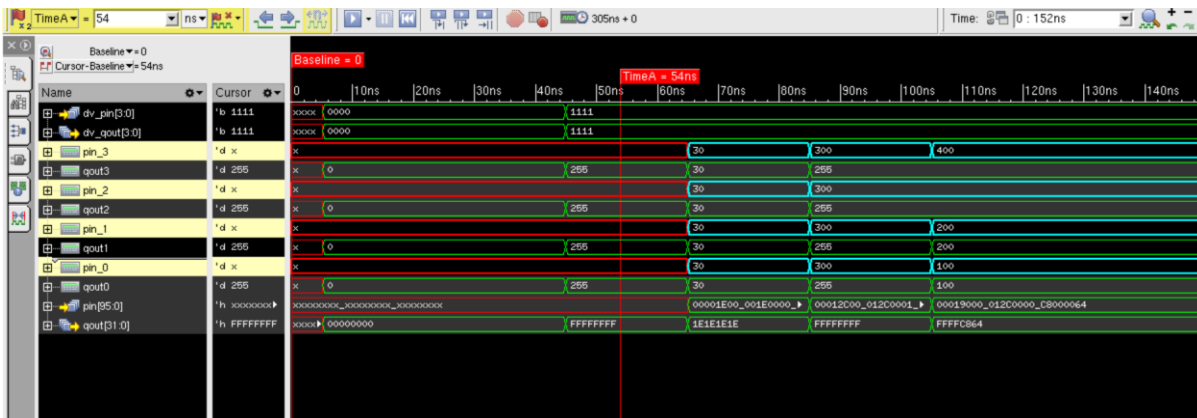 TimeA = 54 ns 305ns + 0 Time: 0 : 152ns
Baseline = 0
Cursor-Baseline = 54ns
Baseline = 0
TimeA = 54ns
Name Cursor 0 10ns 20ns 30ns 40ns 50ns 60ns 70ns 80ns 90ns 100ns 110ns 120ns 130ns 140ns
dv_pin[3:0] 'b 1111 xxxx 0000 1111
dv_qout[3:0] 'b 1111 xxxx 0000 1111
pin_3 'd x x 30 300 400
qout3 'd 255 x 0 255 30 255
pin_2 'd x x 30 300
qout2 'd 255 x 0 255 30 255
pin_1 'd x x 30 300 200
qout1 'd 255 x 0 255 30 255 200
pin_0 'd x x 30 300 100
qout0 'd 255 x 0 255 30 255 100
pin[95:0] 'h xxxxxxx xxxxxxxx_xxxxxxxx_xxxxxxxx 00001E00_001E0000_ 00012C00_012C0001_ 00019000_012C0000_C8000064
qout[31:0] 'h FFFFFFFF xxxx 00000000 FFFFFFFF 1E1E1E1E FFFFFFFF FFFFC864